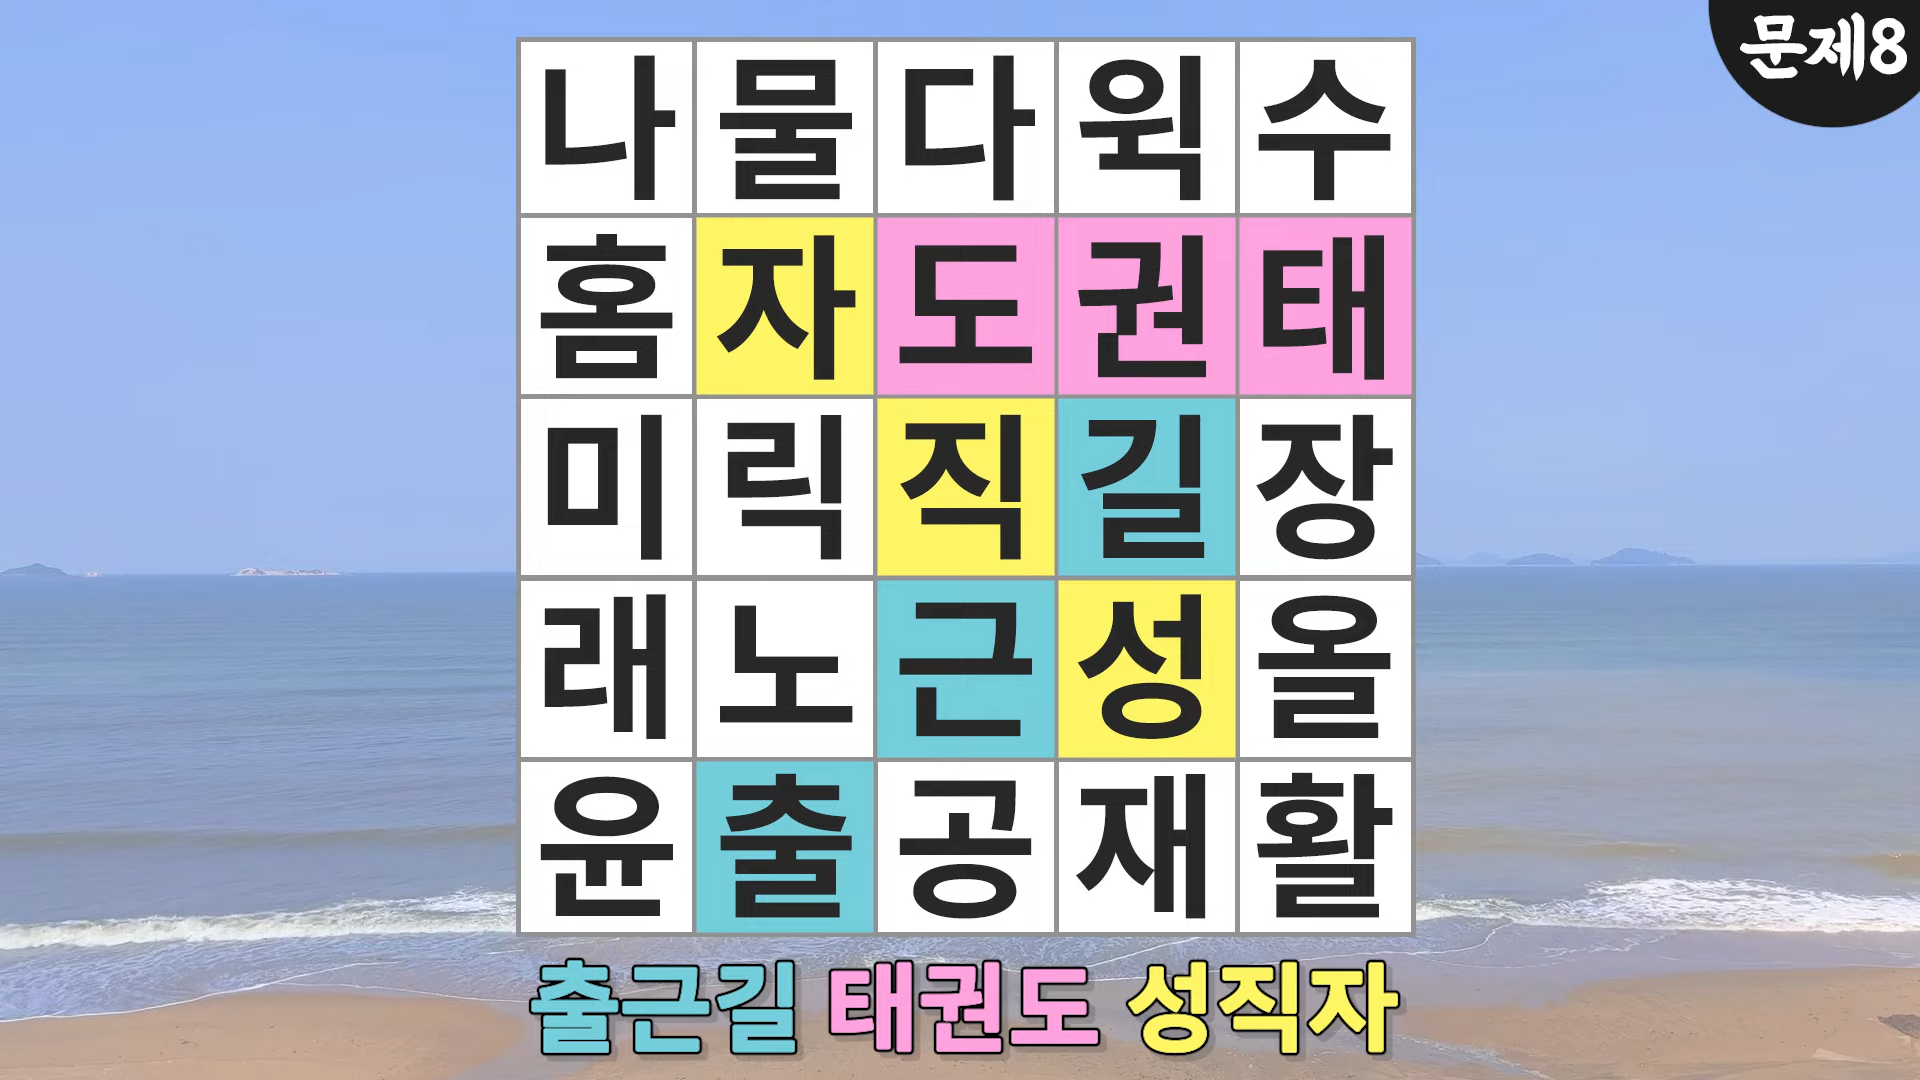 문제8
나 물 다 윅 수
홈 자 도 권 태
미 릭 직 길 장
래 노 근 성 올
윤 출 공 재 활
출근길 태권도 성직자